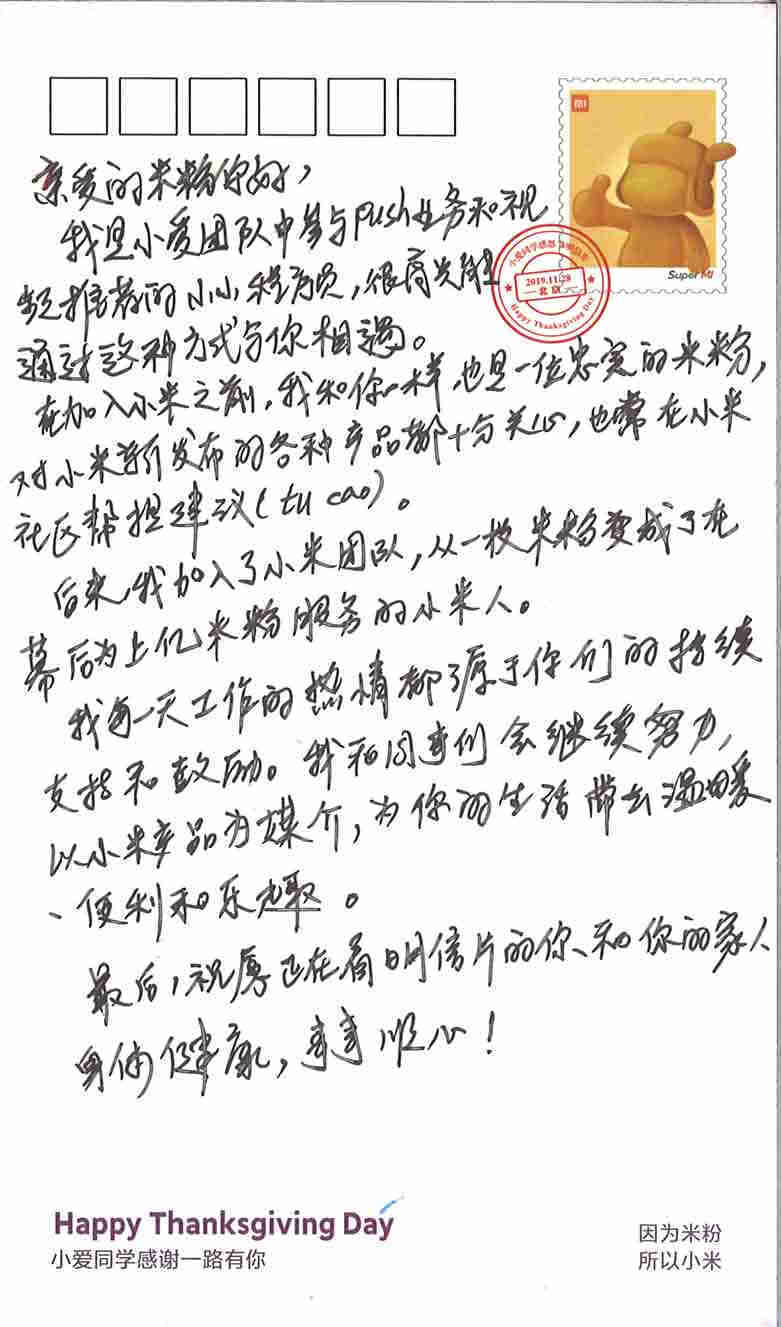 MI
Super MI
小爱同学感恩节明信片
2019.11.28
北京
Happy Thanksgiving Day
亲爱的米粉你好,
我是小爱团队中参与push业务和视
频推荐的小小程序员,很高兴能
通过这种方式与你相遇。
在加入小米之前,我和你一样,也是一位忠实的米粉,
对小米新发布的各种产品都十分关心,也常在小米
社区帮提建议(tu cao)。
后来,我加入了小米团队,从一枚米粉变成了在
幕后为上亿米粉服务的小米人。
我每一天工作的热情都源于你们的持续
支持和鼓励。我和同事们会继续努力,
以小米产品为媒介,为你的生活带去温暖
、便利和乐趣。
最后,祝愿正在看明信片的你、和你的家人
身体健康,事事顺心!
Happy Thanksgiving Day
小爱同学感谢一路有你
因为米粉
所以小米